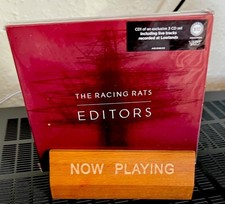 CD1 of an exclusive 2 CD set
including live tracks
recorded at Lowlands
THE RACING RATS
EDITORS
NOW PLAYING